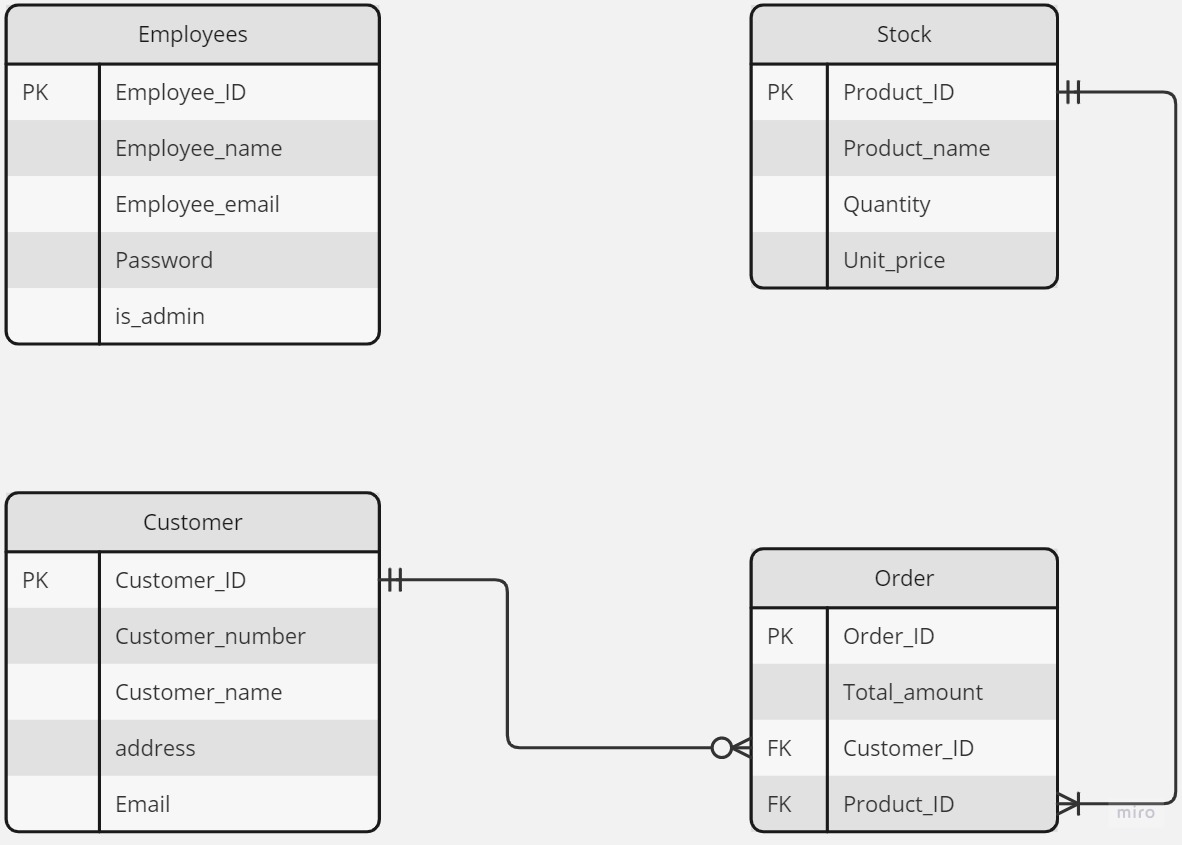 Employees
PK Employee_ID
Employee_name
Employee_email
Password
is_admin
Stock
PK Product_ID
Product_name
Quantity
Unit_price
Customer
PK Customer_ID
Customer_number
Customer_name
address
Email
Order
PK Order_ID
Total_amount
FK Customer_ID
FK Product_ID
miro